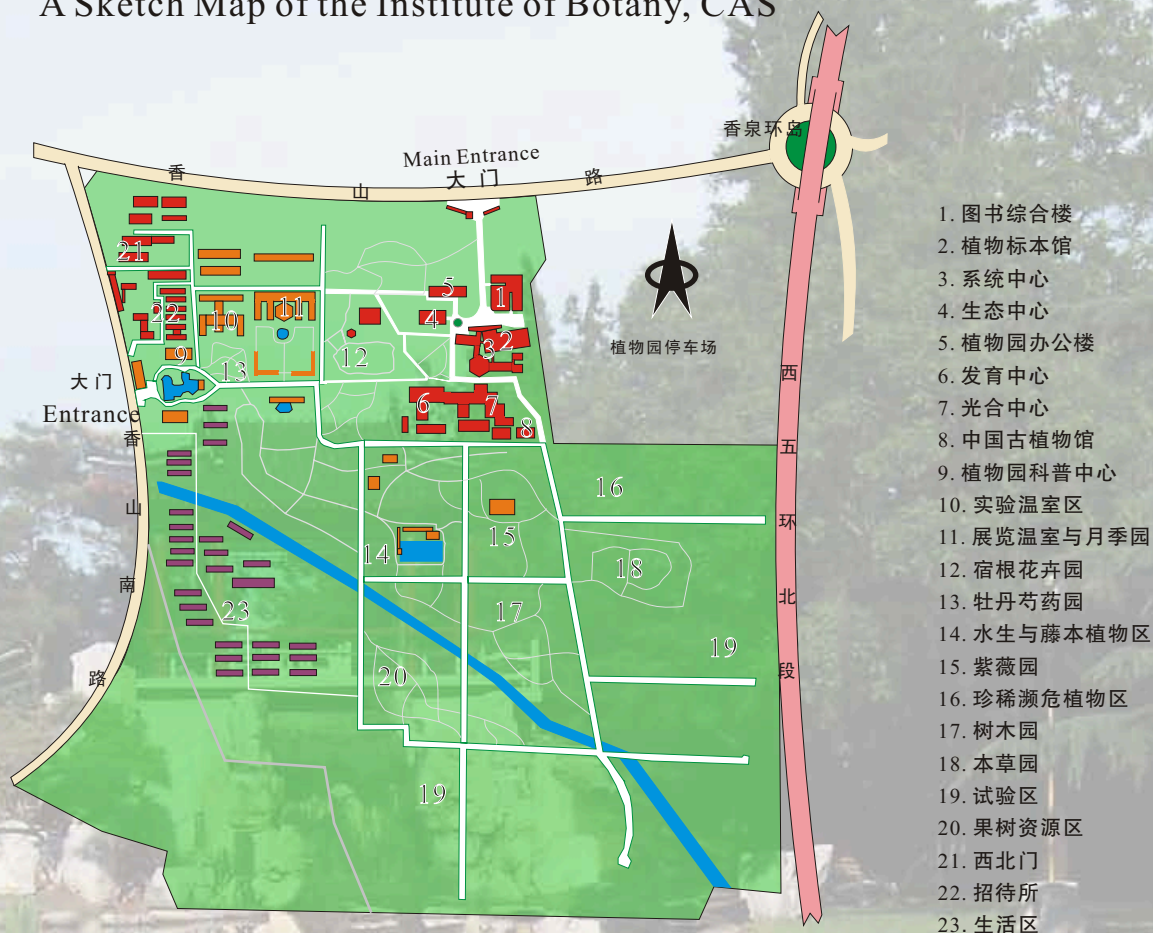 A Sketch Map of the Institute of Botany, CAS
香泉环岛
Main Entrance
大门
香山路
植物园停车场
大门
Entrance
香山南路
西五环北段
21
22
10
11
9
13
12
5
4
1
2
3
6
7
8
16
15
14
18
17
23
20
19
19
1. 图书综合楼
2. 植物标本馆
3. 系统中心
4. 生态中心
5. 植物园办公楼
6. 发育中心
7. 光合中心
8. 中国古植物馆
9. 植物园科普中心
10. 实验温室区
11. 展览温室与月季园
12. 宿根花卉园
13. 牡丹芍药园
14. 水生与藤本植物区
15. 紫薇园
16. 珍稀濒危植物区
17. 树木园
18. 本草园
19. 试验区
20. 果树资源区
21. 西北门
22. 招待所
23. 生活区